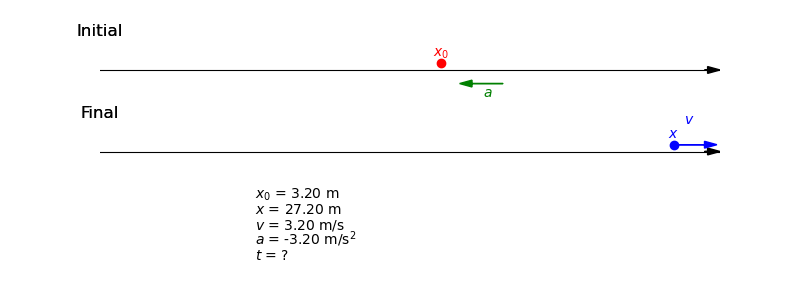 Initial
x₀
a
Final
v
x
x₀ = 3.20 m
x = 27.20 m
v = 3.20 m/s
a = -3.20 m/s²
t = ?